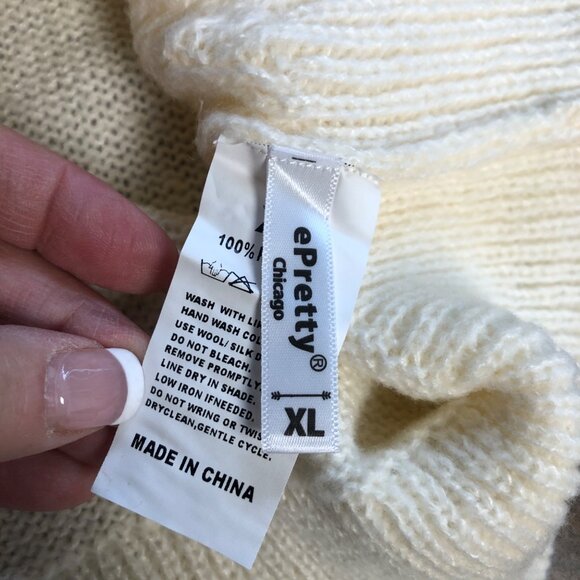 ePretty®
Chicago
XL
100%
WASH WITH
HAND WASH
USE WOOL/ SILK
DO NOT BLEACH.
REMOVE PROMPTLY.
LINE DRY IN SHADE.
LOW IRON IFNEEDED.
DO NOT WRING OR TWIS
DRYCLEAN,GENTLE CYCLE.
MADE IN CHINA